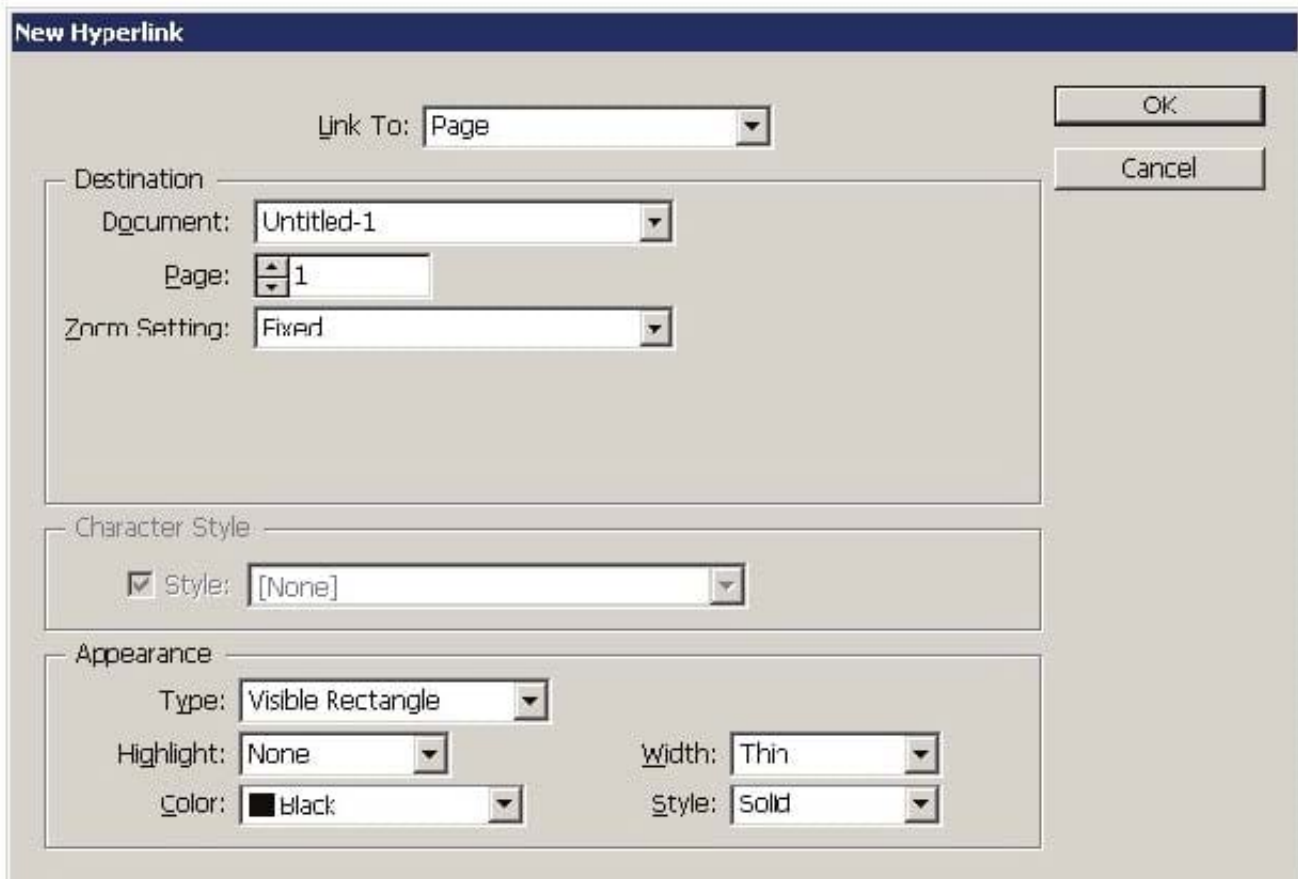 New Hyperlink
Link To: Page
OK
Cancel
Destination
Document: Untitled-1
Page: 1
Zoom Setting: Fixed
Character Style
Style: [None]
Appearance
Type: Visible Rectangle
Highlight: None
Width: Thin
Color: Black
Style: Solid